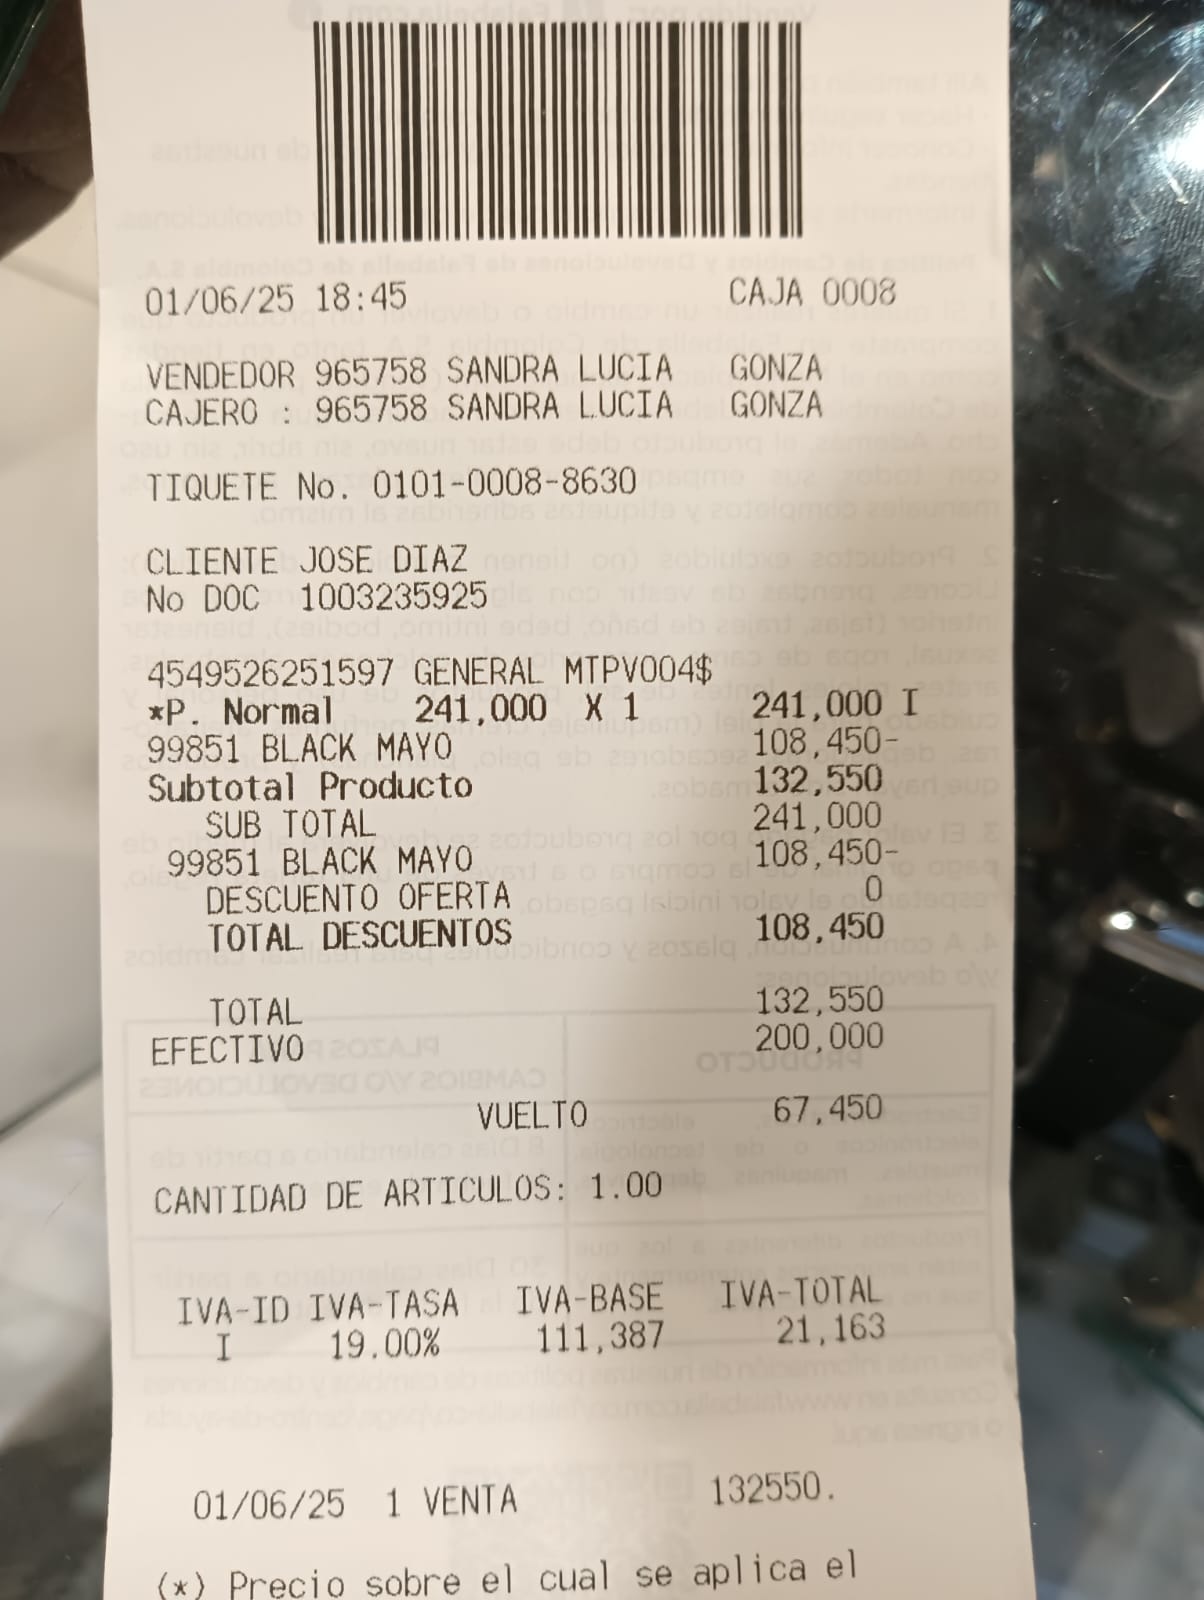 01/06/25 18:45 CAJA 0008
VENDEDOR 965758 SANDRA LUCIA GONZA
CAJERO : 965758 SANDRA LUCIA GONZA
TIQUETE No. 0101-0008-8630
CLIENTE JOSE DIAZ
No DOC 1003235925
4549526251597 GENERAL MTPV004$
*P. Normal 241,000 X 1 241,000 I
99851 BLACK MAYO 108,450-
Subtotal Producto 132,550
SUB TOTAL 241,000
99851 BLACK MAYO 108,450-
DESCUENTO OFERTA 0
TOTAL DESCUENTOS 108,450
TOTAL 132,550
EFECTIVO 200,000
VUELTO 67,450
CANTIDAD DE ARTICULOS: 1.00
IVA-ID IVA-TASA IVA-BASE IVA-TOTAL
I 19.00% 111,387 21,163
01/06/25 1 VENTA 132550.
(*) Precio sobre el cual se aplica el